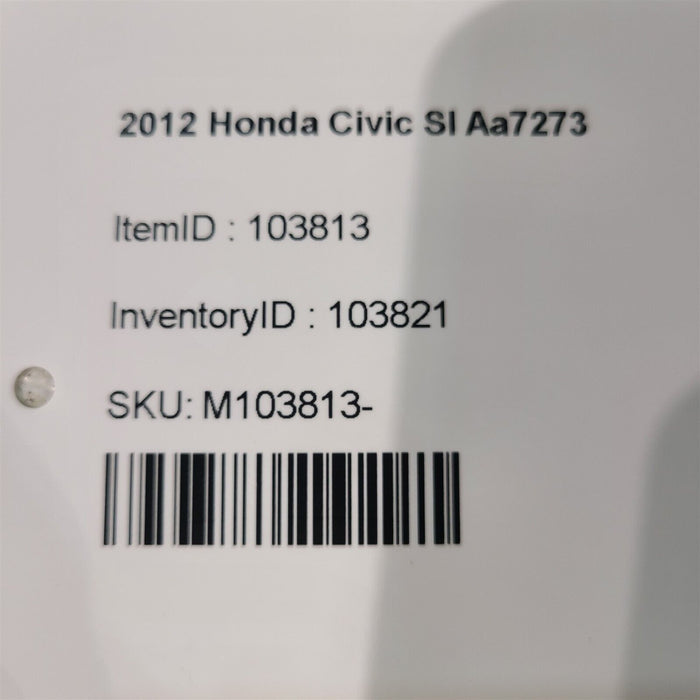 2012 Honda Civic SI Aa7273
ItemID : 103813
InventoryID : 103821
SKU: M103813-